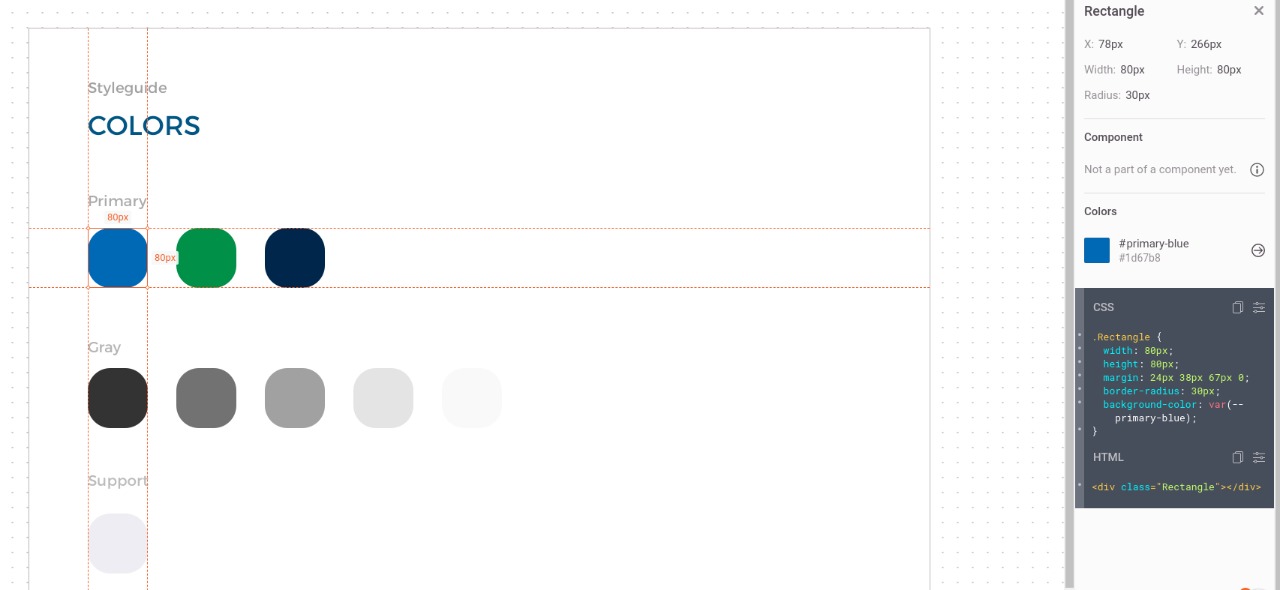 Styleguide
COLORS
Primary
80px
80px
Gray
Support
Rectangle
X: 78px Y: 266px
Width: 80px Height: 80px
Radius: 30px
Component
Not a part of a component yet.
Colors
#primary-blue
#1d67b8
CSS
.Rectangle {
width: 80px;
height: 80px;
margin: 24px 38px 67px 0;
border-radius: 30px;
background-color: var(--
primary-blue);
}
HTML
<div class="Rectangle"></div>